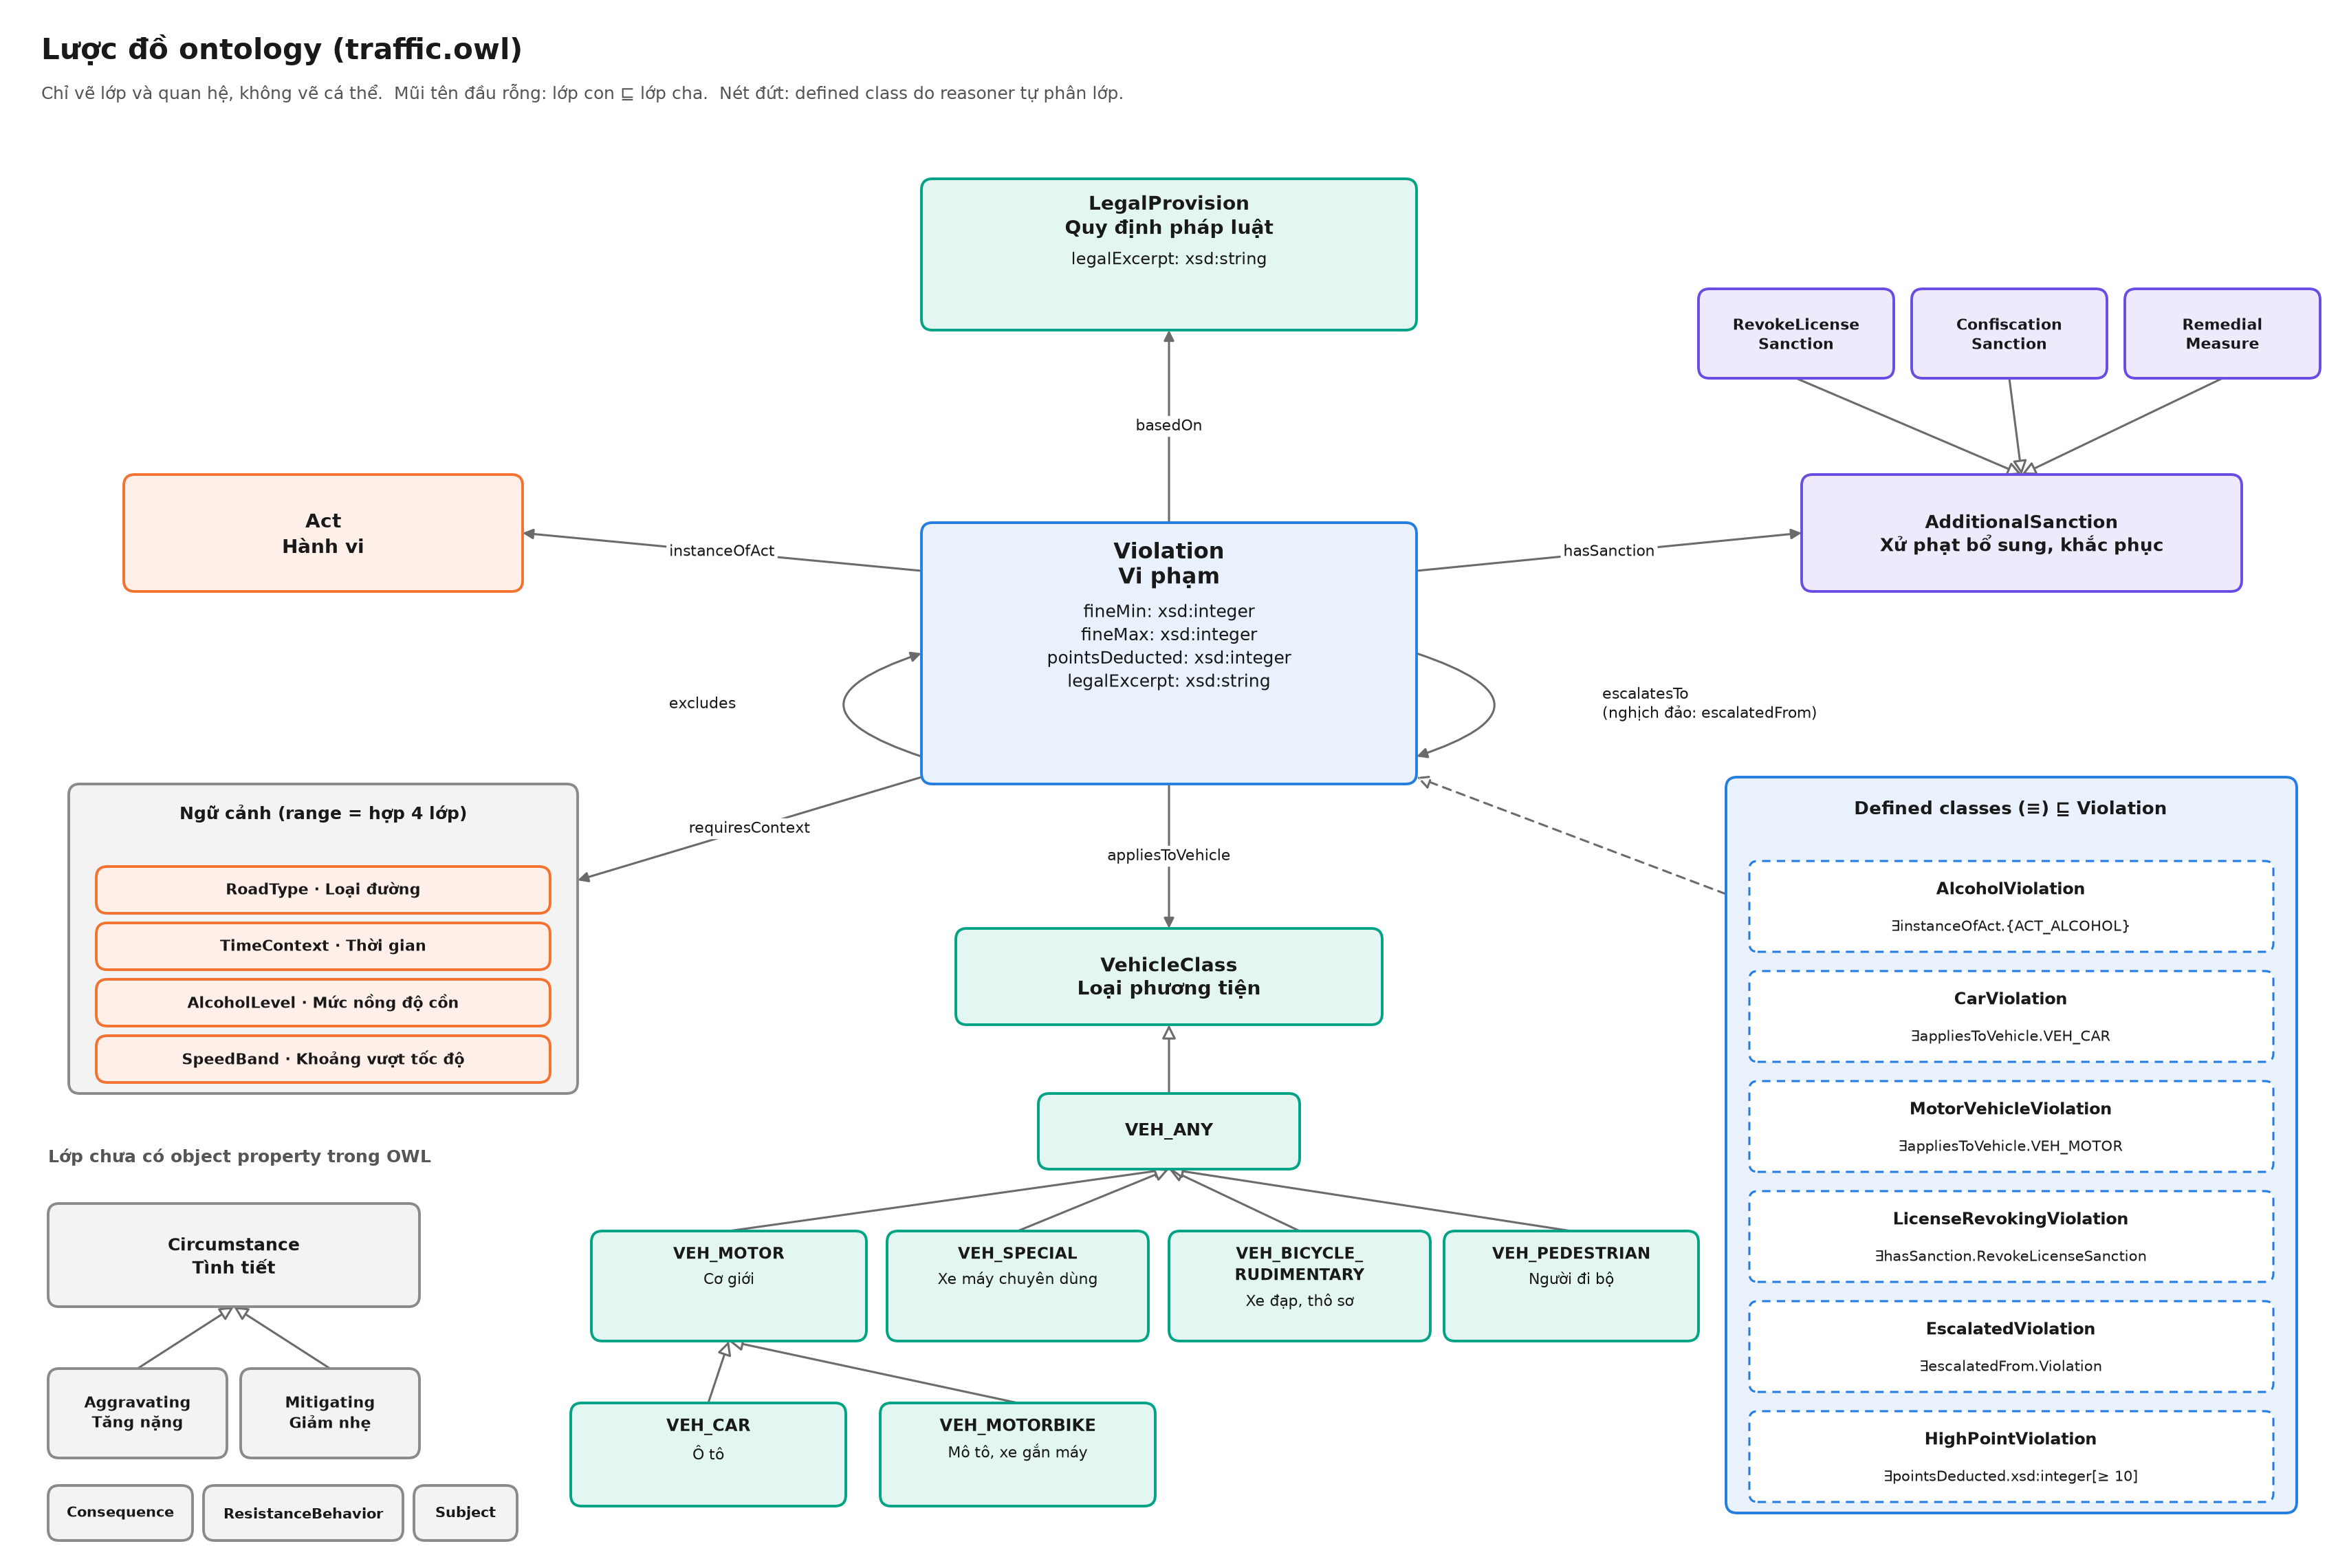 Lược đồ ontology (traffic.owl)
Chỉ vẽ lớp và quan hệ, không vẽ cá thể.  Mũi tên đầu rỗng: lớp con ⊑ lớp cha.  Nét đứt: defined class do reasoner tự phân lớp.
LegalProvision
Quy định pháp luật
legalExcerpt: xsd:string
RevokeLicense
Sanction
Confiscation
Sanction
Remedial
Measure
basedOn
Act
Hành vi
instanceOfAct
Violation
Vi phạm
fineMin: xsd:integer
fineMax: xsd:integer
pointsDeducted: xsd:integer
legalExcerpt: xsd:string
hasSanction
AdditionalSanction
Xử phạt bổ sung, khắc phục
excludes
escalatesTo
(nghịch đảo: escalatedFrom)
Ngữ cảnh (range = hợp 4 lớp)
RoadType · Loại đường
TimeContext · Thời gian
AlcoholLevel · Mức nồng độ cồn
SpeedBand · Khoảng vượt tốc độ
requiresContext
appliesToVehicle
VehicleClass
Loại phương tiện
VEH_ANY
VEH_MOTOR
Cơ giới
VEH_SPECIAL
Xe máy chuyên dùng
VEH_BICYCLE_
RUDIMENTARY
Xe đạp, thô sơ
VEH_PEDESTRIAN
Người đi bộ
VEH_CAR
Ô tô
VEH_MOTORBIKE
Mô tô, xe gắn máy
Defined classes (≡) ⊑ Violation
AlcoholViolation
∃instanceOfAct.{ACT_ALCOHOL}
CarViolation
∃appliesToVehicle.VEH_CAR
MotorVehicleViolation
∃appliesToVehicle.VEH_MOTOR
LicenseRevokingViolation
∃hasSanction.RevokeLicenseSanction
EscalatedViolation
∃escalatedFrom.Violation
HighPointViolation
∃pointsDeducted.xsd:integer[≥ 10]
Lớp chưa có object property trong OWL
Circumstance
Tình tiết
Aggravating
Tăng nặng
Mitigating
Giảm nhẹ
Consequence
ResistanceBehavior
Subject